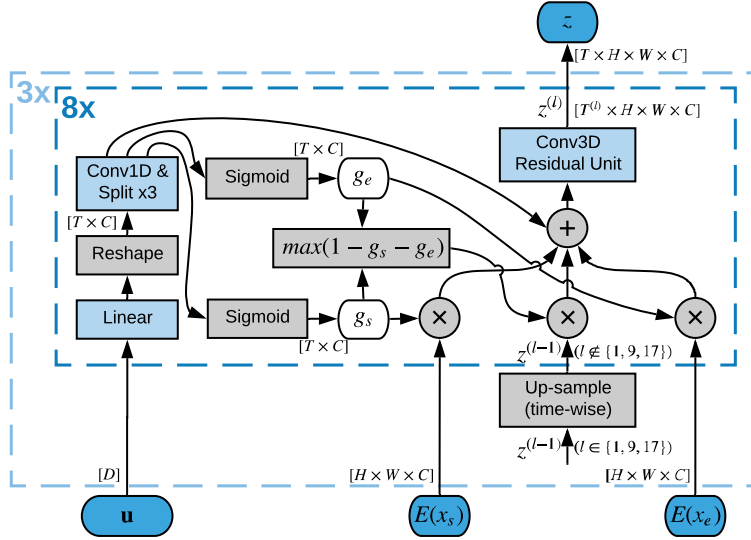 z
[T × H × W × C]
3x
8x
z^(l)
[T^(l) × H × W × C]
Conv1D &
Split x3
Sigmoid
[T × C]
g_e
Conv3D
Residual Unit
[T × C]
Reshape
max(1 − g_s − g_e)
+
Linear
Sigmoid
g_s
×
×
×
[T × C]
z^(l−1) (l ∉ {1, 9, 17})
Up-sample
(time-wise)
z^(l−1) (l ∈ {1, 9, 17})
[D]
[H × W × C]
[H × W × C]
u
E(x_s)
E(x_e)